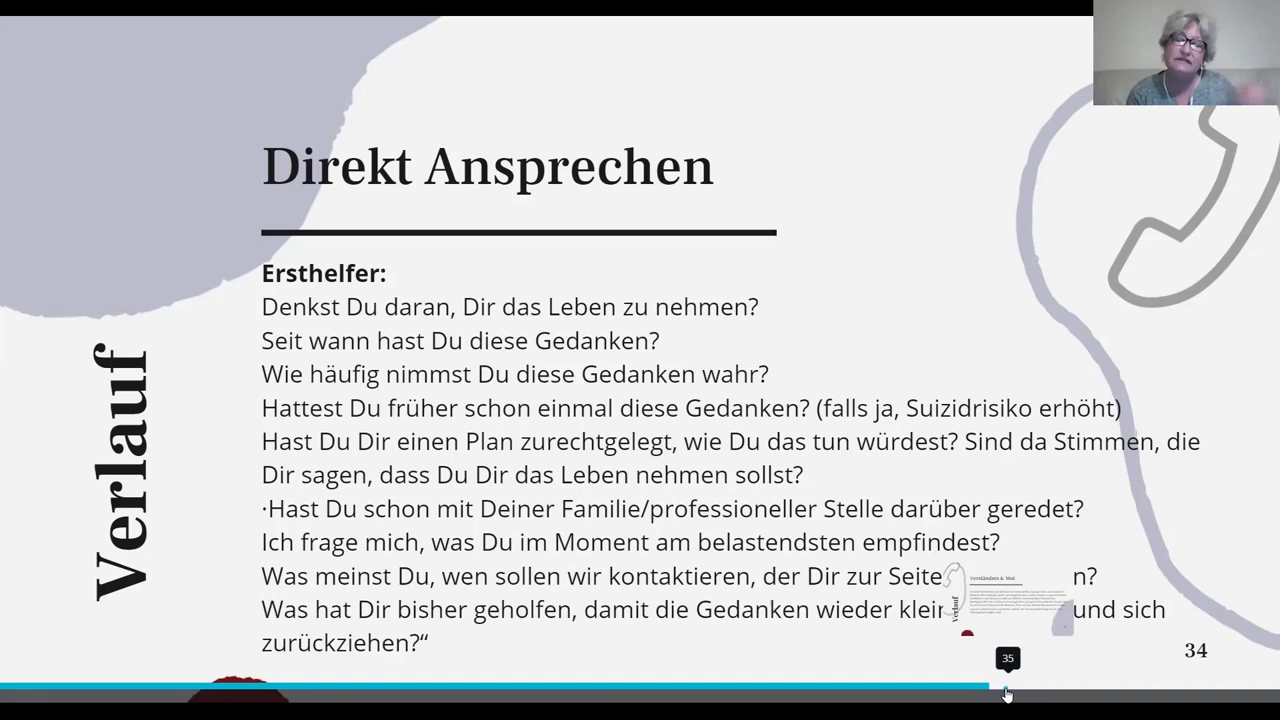 Direkt Ansprechen
Verlauf
Ersthelfer:
Denkst Du daran, Dir das Leben zu nehmen?
Seit wann hast Du diese Gedanken?
Wie häufig nimmst Du diese Gedanken wahr?
Hattest Du früher schon einmal diese Gedanken? (falls ja, Suizidrisiko erhöht)
Hast Du Dir einen Plan zurechtgelegt, wie Du das tun würdest? Sind da Stimmen, die
Dir sagen, dass Du Dir das Leben nehmen sollst?
·Hast Du schon mit Deiner Familie/professioneller Stelle darüber geredet?
Ich frage mich, was Du im Moment am belastendsten empfindest?
Was meinst Du, wen sollen wir kontaktieren, der Dir zur Seite n?
Was hat Dir bisher geholfen, damit die Gedanken wieder klein und sich
zurückziehen?“
Verständnis & Mut
Verlauf
35
34